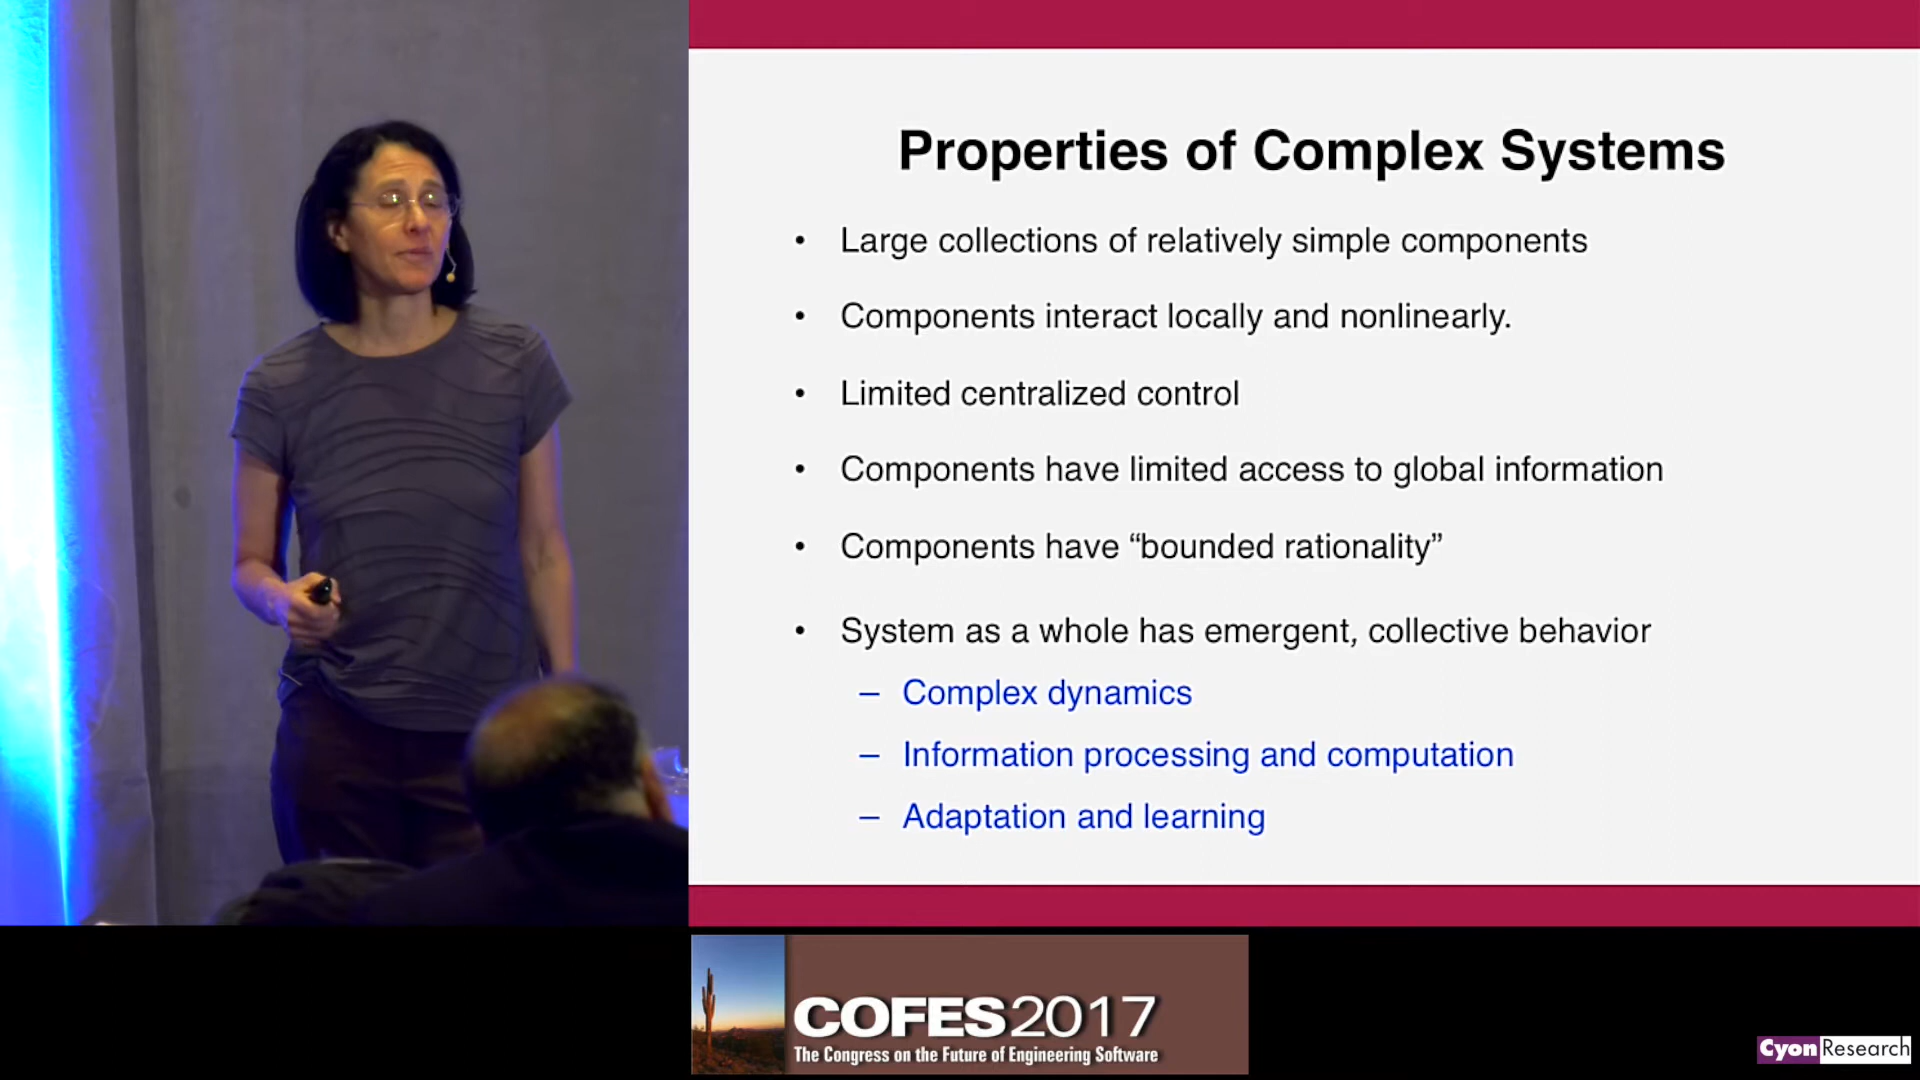 Properties of Complex Systems
• Large collections of relatively simple components
• Components interact locally and nonlinearly.
• Limited centralized control
• Components have limited access to global information
• Components have “bounded rationality”
• System as a whole has emergent, collective behavior
– Complex dynamics
– Information processing and computation
– Adaptation and learning
COFES2017
The Congress on the Future of Engineering Software
CyonResearch